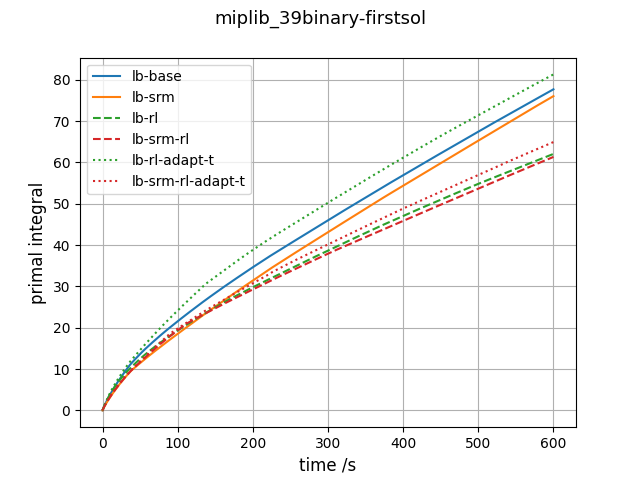 miplib_39binary-firstsol
lb-base
lb-srm
lb-rl
lb-srm-rl
lb-rl-adapt-t
lb-srm-rl-adapt-t
primal integral
80
70
60
50
40
30
20
10
0
0 100 200 300 400 500 600
time /s